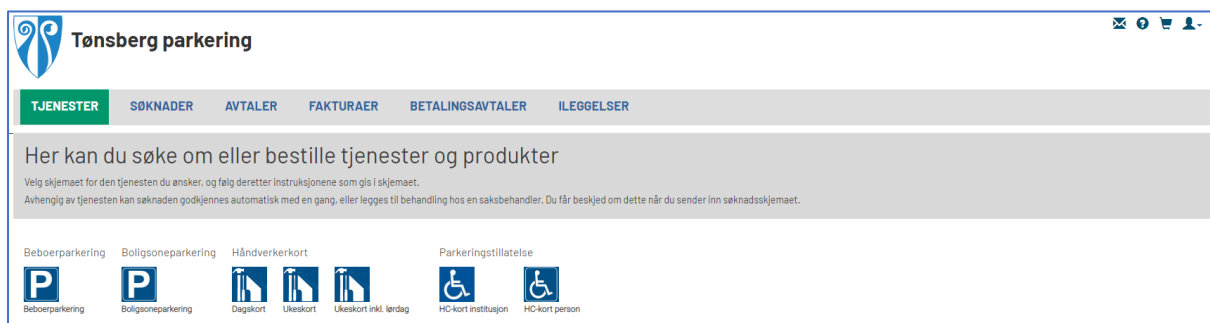 Tønsberg parkering
TJENESTER SØKNADER AVTALER FAKTURAER BETALINGSAVTALER ILEGGELSER
Her kan du søke om eller bestille tjenester og produkter
Velg skjemaet for den tjenesten du ønsker, og følg deretter instruksjonene som gis i skjemaet.
Avhengig av tjenesten kan søknaden godkjennes automatisk med en gang, eller legges til behandling hos en saksbehandler. Du får beskjed om dette når du sender inn søknadsskjemaet.
Beboerparkering Boligsoneparkering Håndverkerkort Parkeringstillatelse
P P
Beboerparkering Boligsoneparkering Dagskort Ukeskort Ukeskort inkl. lørdag HC-kort institusjon HC-kort person